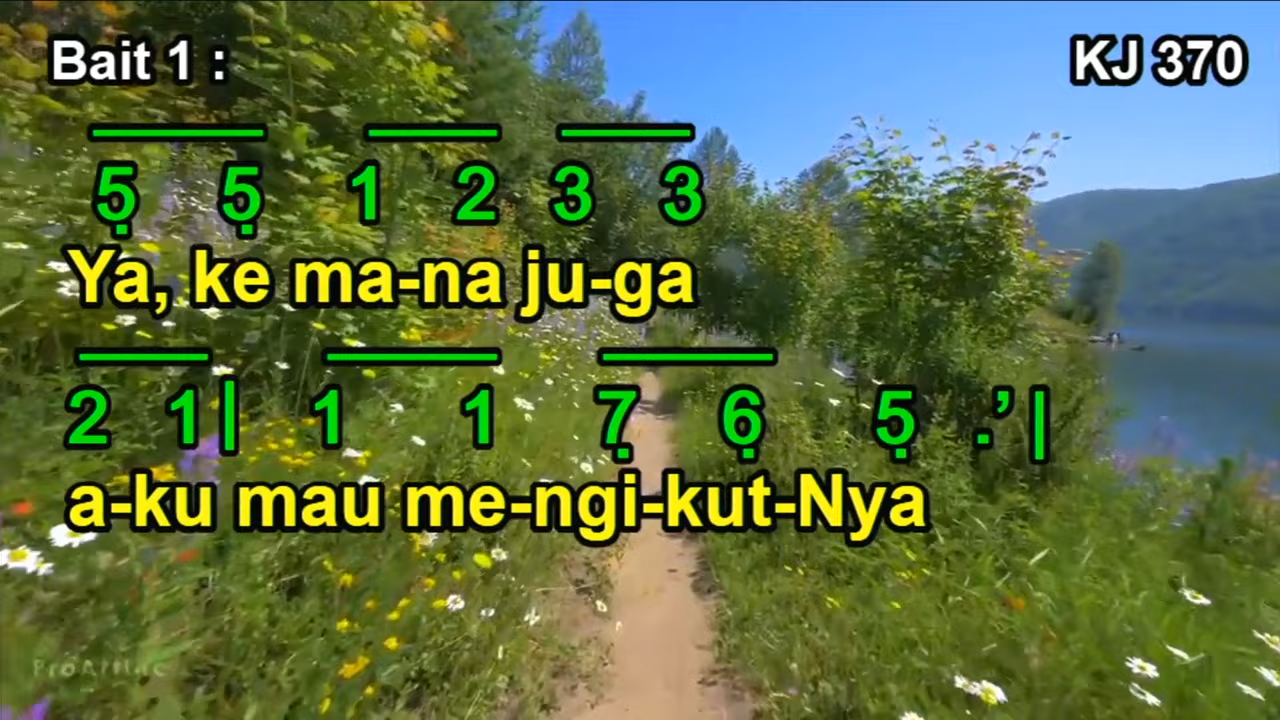 Bait 1 :
KJ 370
5̣ 5̣ 1 2 3 3
Ya, ke ma-na ju-ga
2 1 | 1 1 7̣ 6̣ 5̣ .’ |
a-ku mau me-ngi-kut-Nya